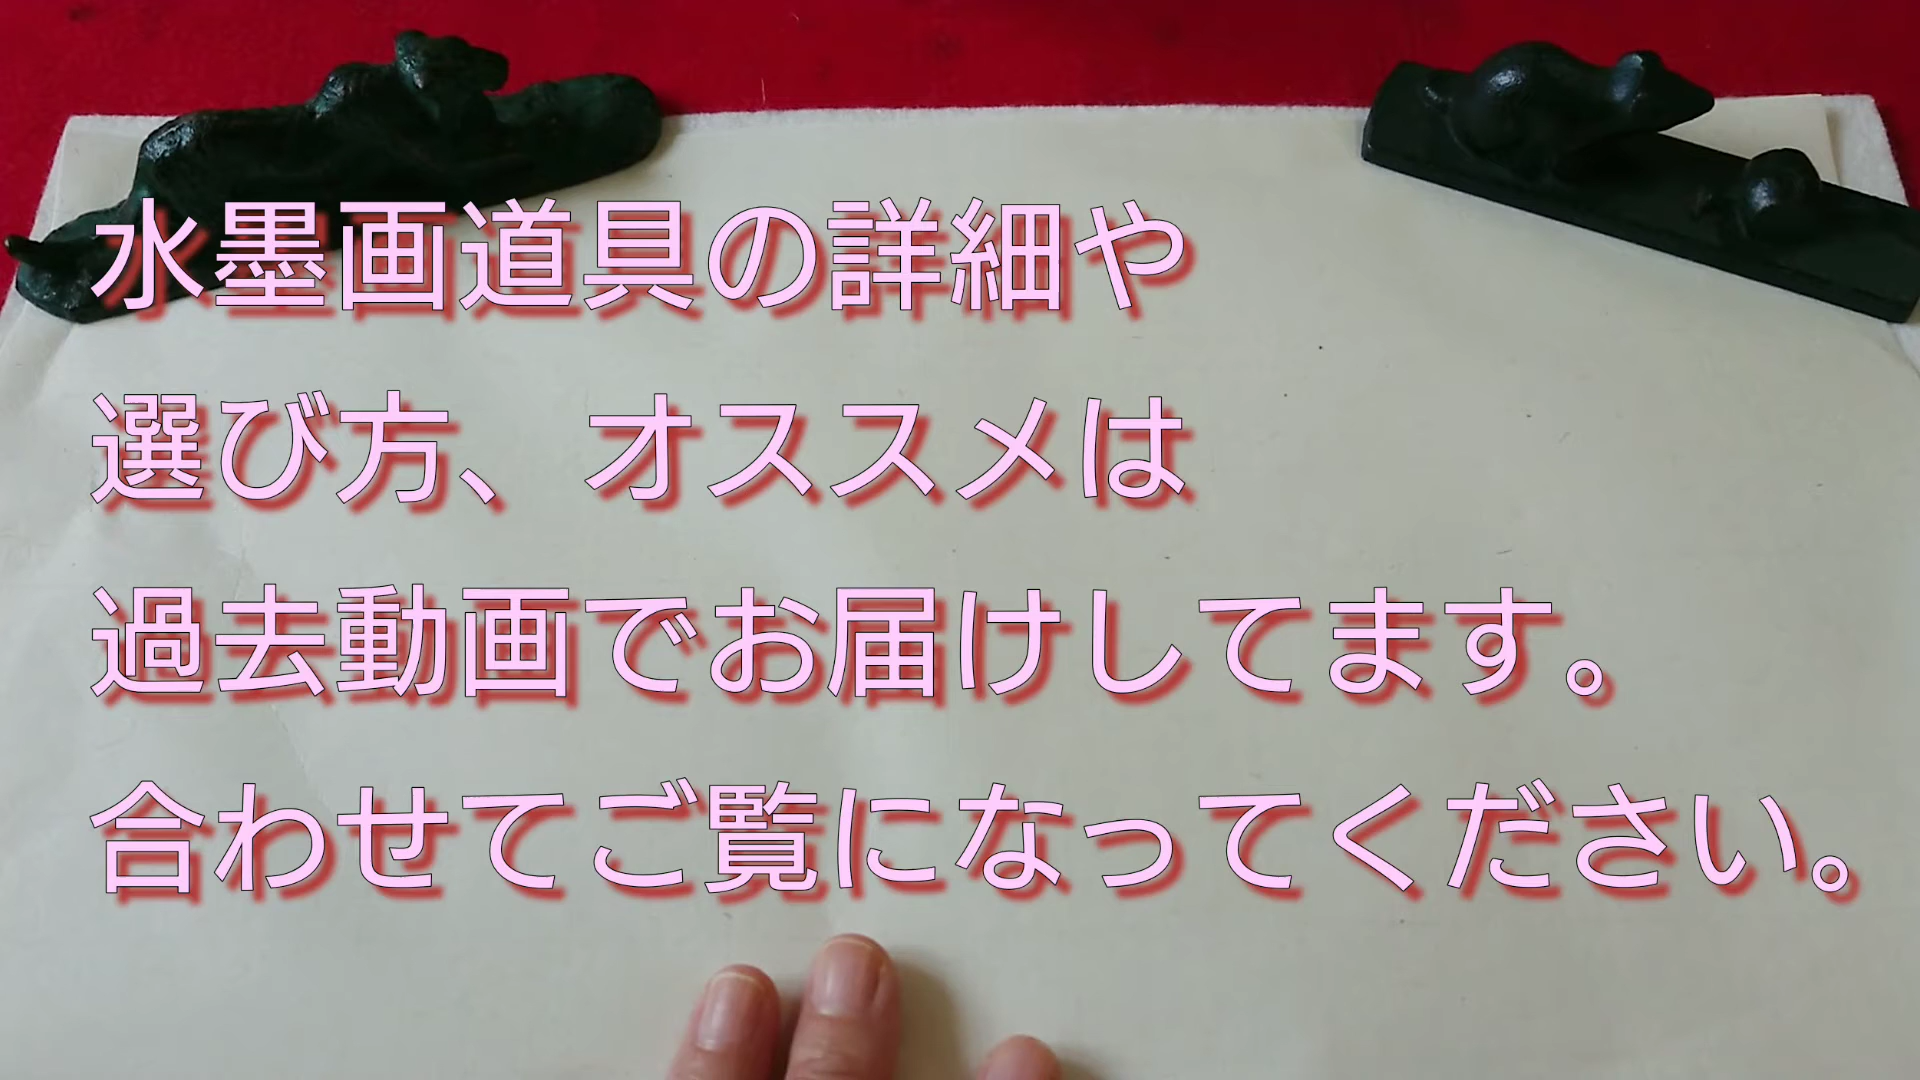 水墨画道具の詳細や
選び方、オススメは
過去動画でお届けしてます。
合わせてご覧になってください。